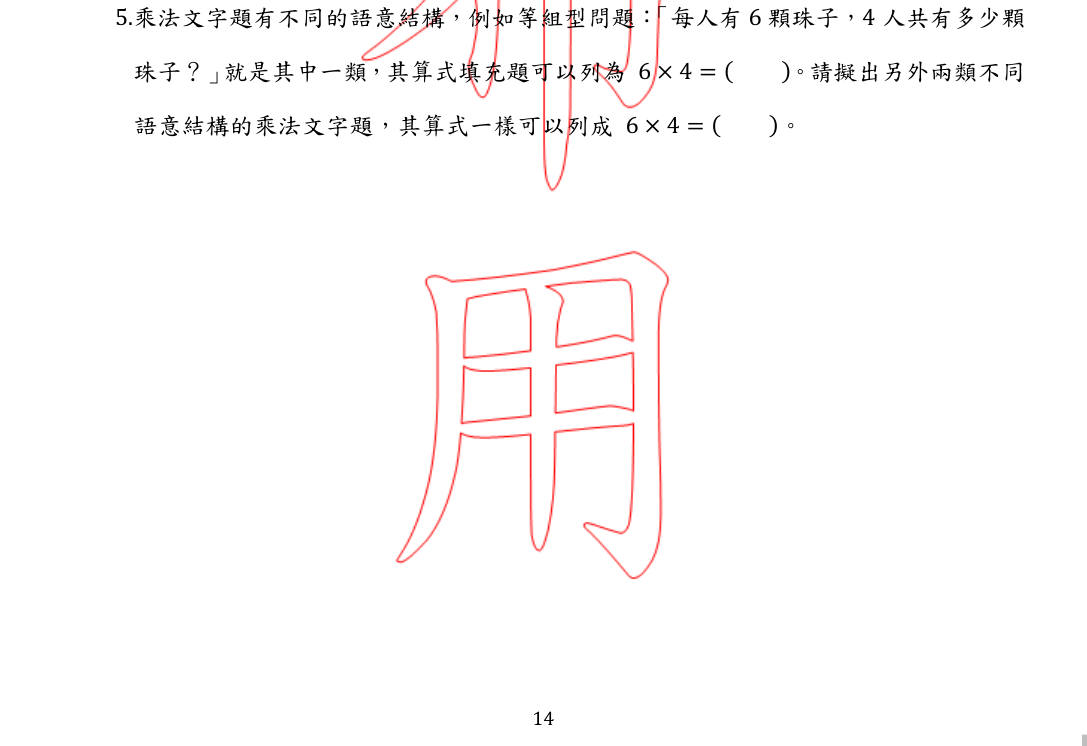 5.乘法文字題有不同的語意結構，例如等組型問題：「每人有 6 顆珠子，4 人共有多少顆
珠子？」就是其中一類，其算式填充題可以列為 6 × 4 = (　　)。請擬出另外兩類不同
語意結構的乘法文字題，其算式一樣可以列成 6 × 4 = (　　)。
用
14